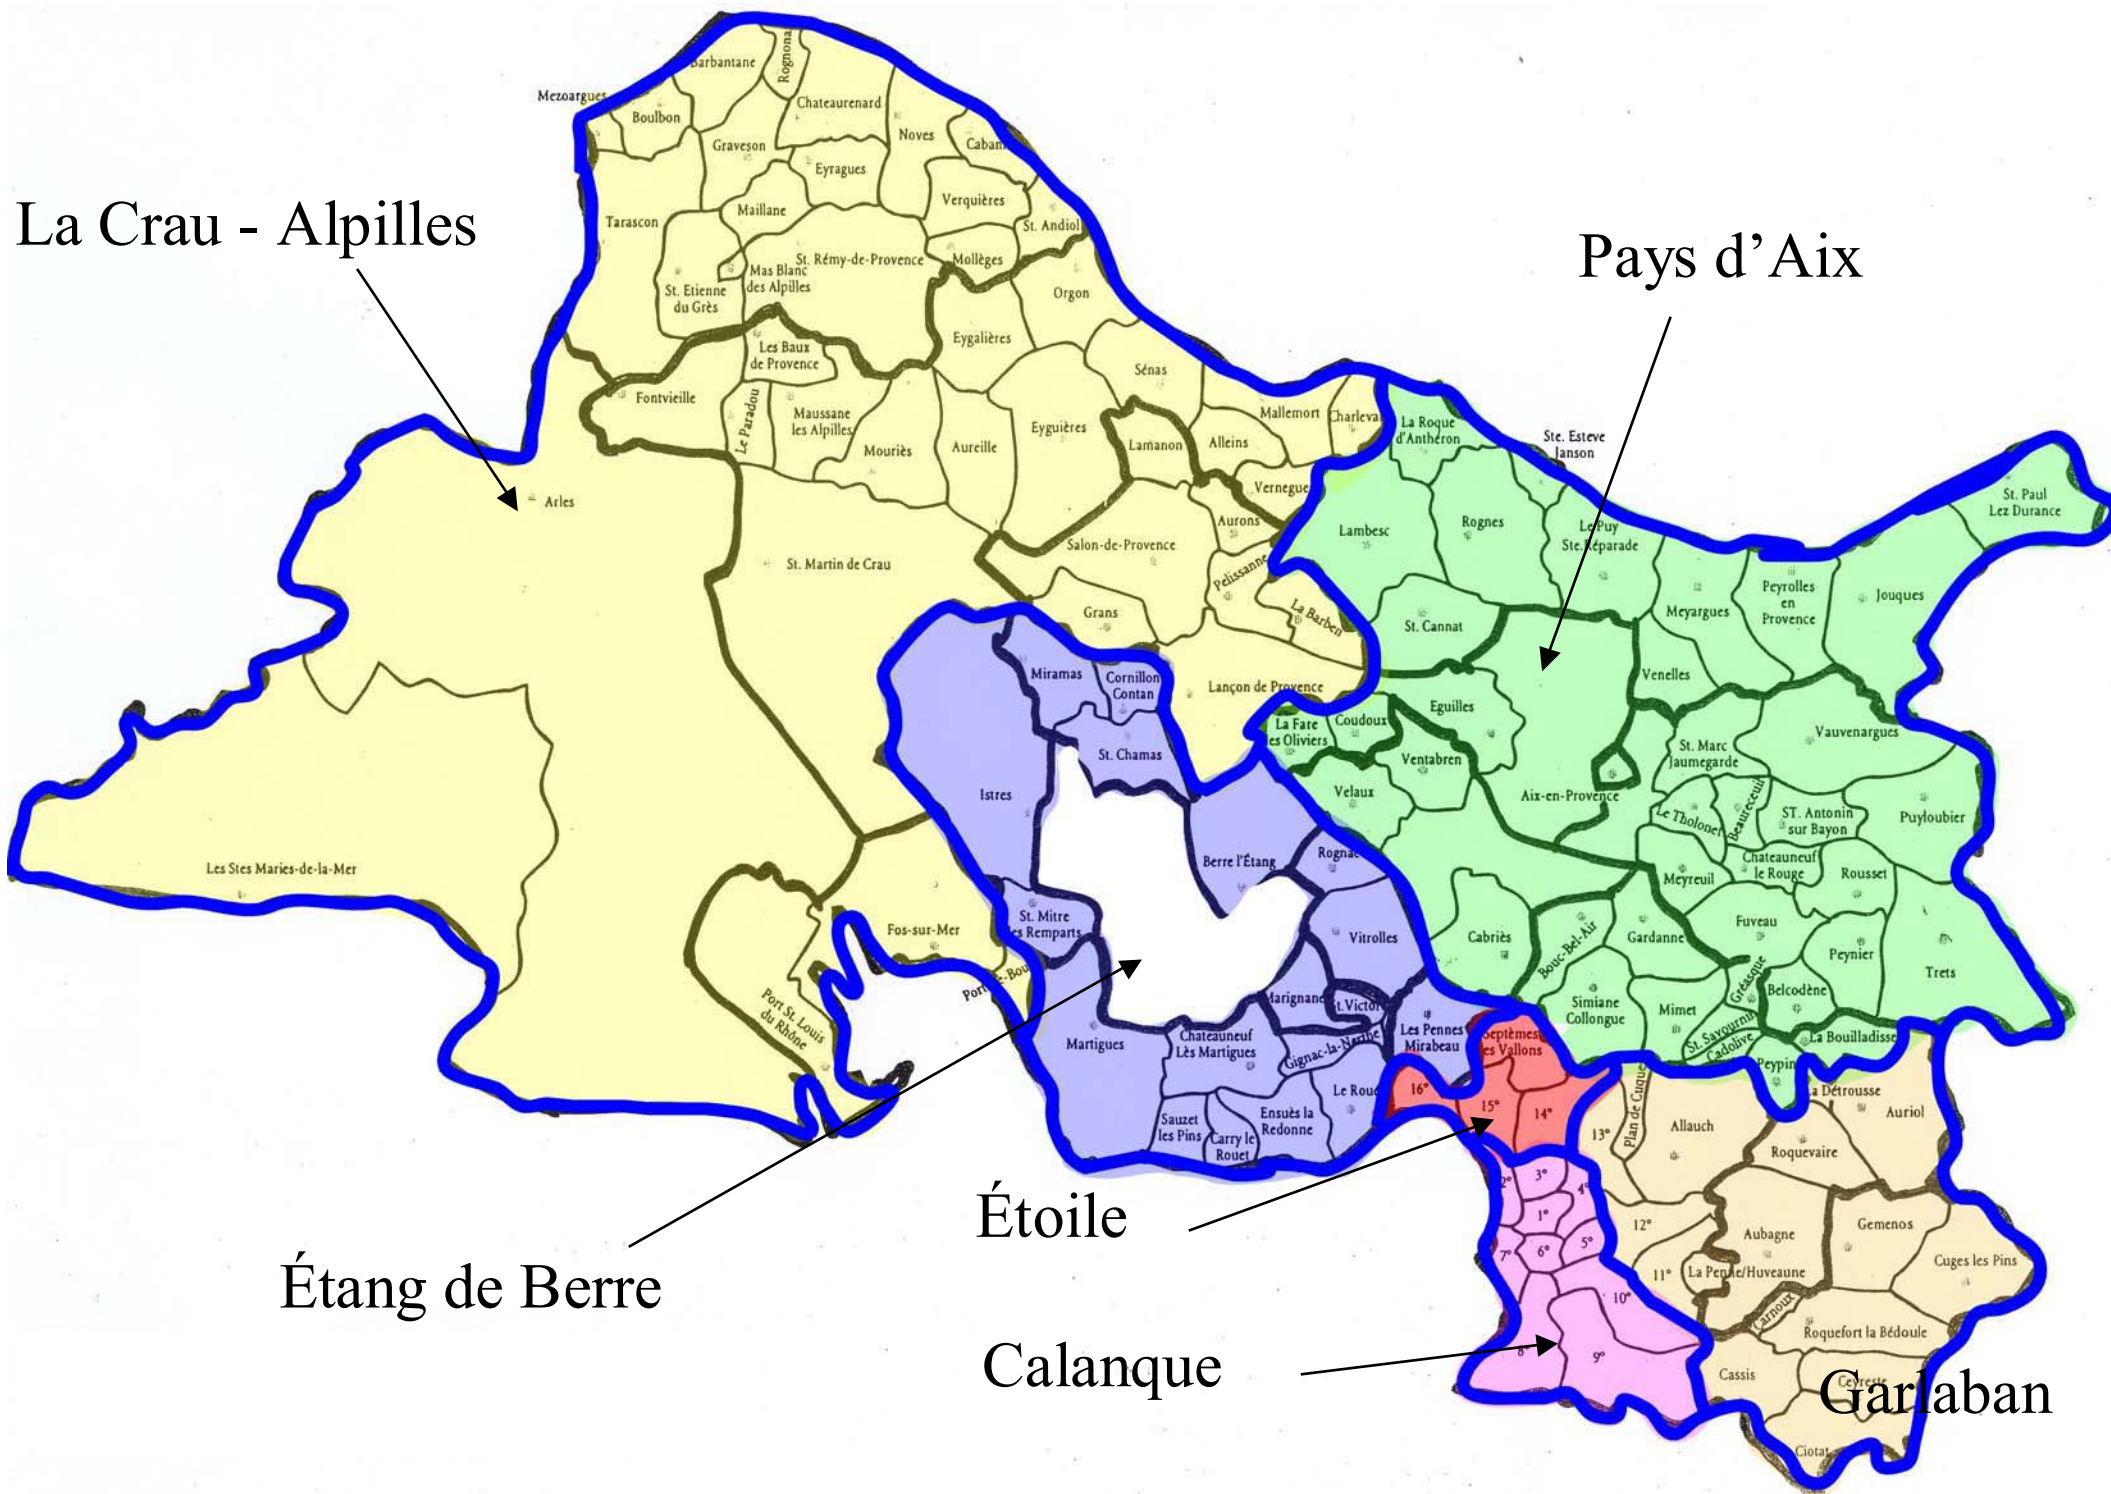 Barbantane
Rognona
Mezoargues
Boulbon
Chateaurenard
Graveson
Noves
Caban
Eyragues
Verquières
Maillane
Tarascon
St. Andiol
La Crau - Alpilles
Pays d’Aix
St. Rémy-de-Provence
Mollèges
Mas Blanc
des Alpilles
St. Etienne
du Grès
Orgon
Eygalières
Les Baux
de Provence
Sénas
Fontvieille
Le Paradou
Maussane
les Alpilles
Mouriès
Aureille
Eyguières
Lamanon
Alleins
Mallemort
Charleva
La Roque
d'Anthéron
Ste. Esteve
Janson
Vernegue
St. Paul
Lez Durance
Arles
Aurons
Lambesc
Rognes
Le Puy
Ste. Réparade
Salon-de-Provence
St. Martin de Crau
Pelissanne
Grans
La Barben
St. Cannat
Meyargues
Peyrolles
en
Provence
Jouques
Miramas
Cornillon
Contan
Lançon de Provence
Venelles
Eguilles
La Fare
es Oliviers
Coudoux
St. Chamas
Ventabren
St. Marc
Jaumegarde
Vauvenargues
Istres
Velaux
Aix-en-Provence
Le Tholonet
Beaurecueil
ST. Antonin
sur Bayon
Puyloubier
Les Stes Maries-de-la-Mer
Berre l'Étang
Rognac
Meyreuil
Chateauneuf
le Rouge
Rousset
St. Mitre
les Remparts
Fos-sur-Mer
Vitrolles
Cabriès
Bouc-Bel-Air
Gardanne
Fuveau
Peynier
Trets
Port St. Louis
du Rhône
Marignane
St. Victor
Simiane
Collongue
Mimet
Gréasque
Belcodène
Martigues
Chateauneuf
Lès Martigues
Gignac-la-Nerthe
Les Pennes
Mirabeau
Septèmes
les Vallons
St. Savournin
Cadolive
La Bouilladisse
Peypin
Le Roue
16°
15°
14°
13°
Plan de Cuque
Allauch
La Détrousse
Auriol
Sauzet
les Pins
Carry le
Rouet
Ensuès la
Redonne
Roquevaire
Étoile
2°
3°
4°
1°
12°
Aubagne
Gemenos
Cuges les Pins
7°
6°
5°
11°
La Penne/Huveaune
Étang de Berre
10°
Carnoux
Roquefort la Bédoule
Calanque
8°
9°
Cassis
Ceyreste
Garlaban
Ciotat